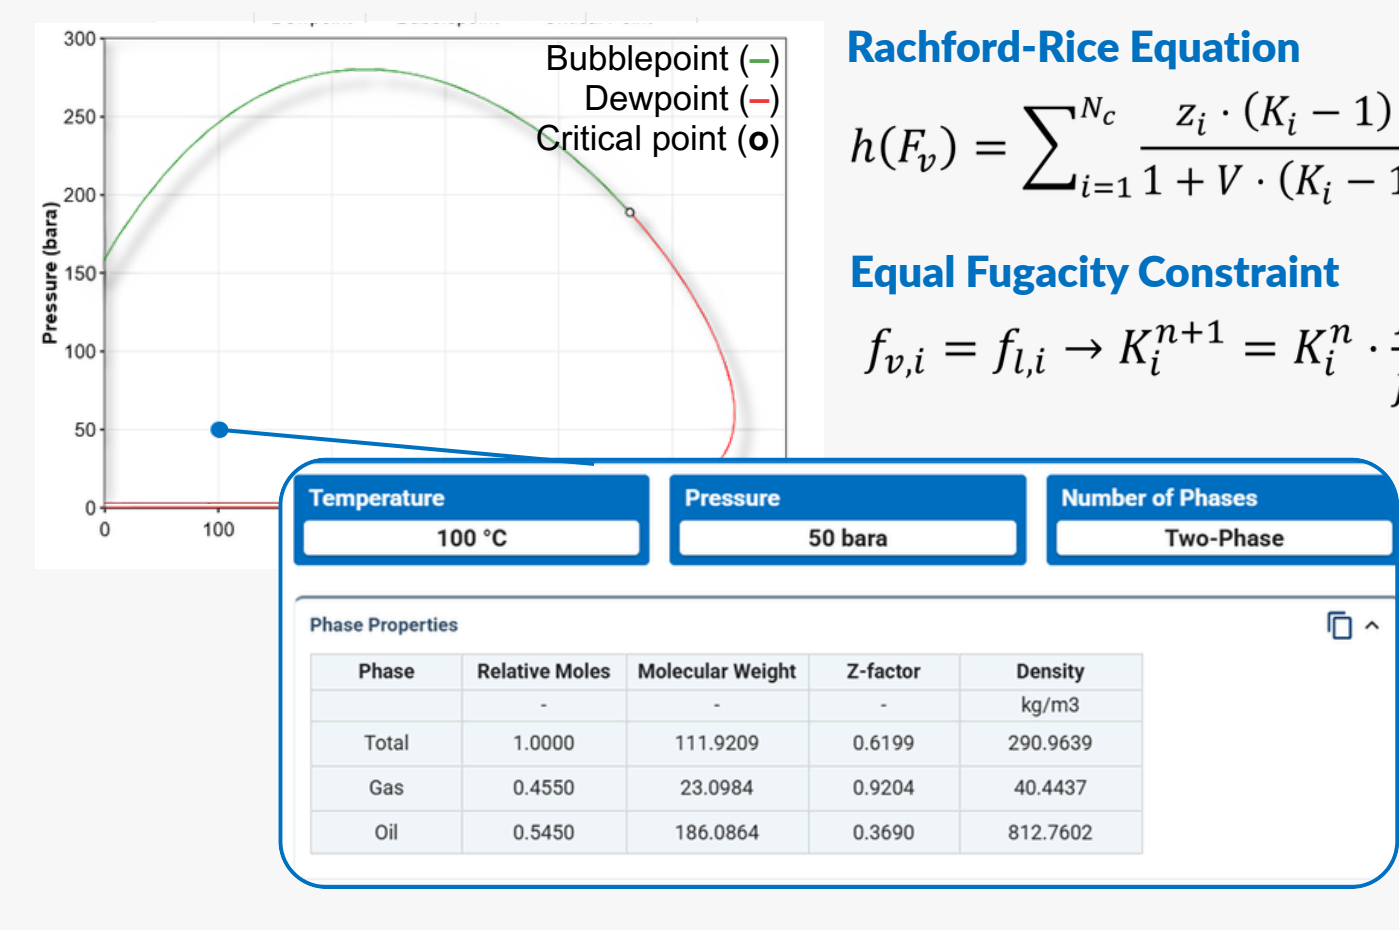 300
Bubblepoint (–)
Dewpoint (–)
Critical point (o)
250
200
150
100
50
0
Pressure (bara)
0
100
Rachford-Rice Equation
h(F_v) = ∑_{i=1}^{N_c} z_i · (K_i − 1) / 1 + V · (K_i − 1
Equal Fugacity Constraint
f_{v,i} = f_{l,i} → K_i^{n+1} = K_i^n ·
Temperature Pressure Number of Phases
100 °C 50 bara Two-Phase
Phase Properties
Phase Relative Moles Molecular Weight Z-factor Density
- - - kg/m3
Total 1.0000 111.9209 0.6199 290.9639
Gas 0.4550 23.0984 0.9204 40.4437
Oil 0.5450 186.0864 0.3690 812.7602